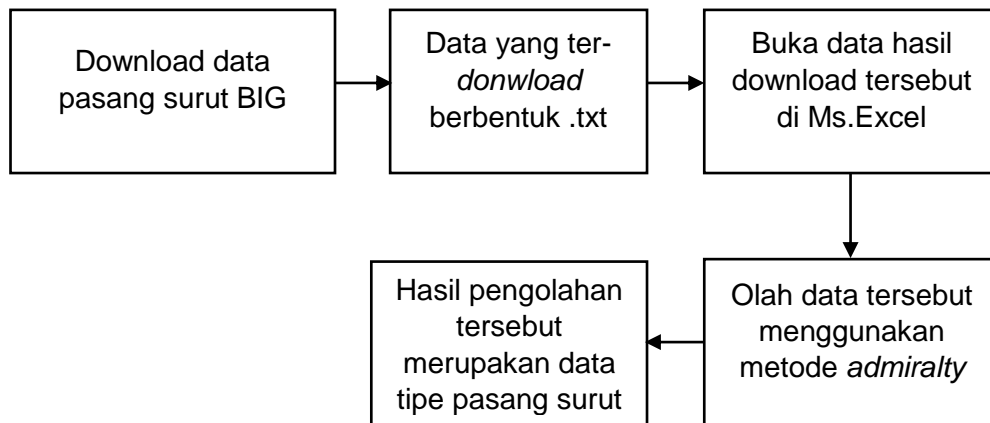 Download data
pasang surut BIG
Data yang ter-
donwload
berbentuk .txt
Buka data hasil
download tersebut
di Ms.Excel
Olah data tersebut
menggunakan
metode admiralty
Hasil pengolahan
tersebut
merupakan data
tipe pasang surut